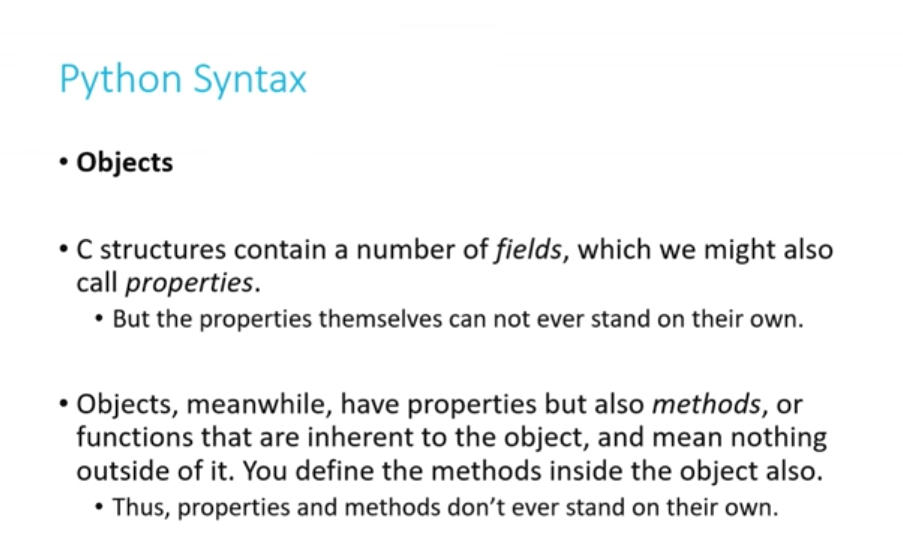 Python Syntax
• Objects
• C structures contain a number of fields, which we might also
call properties.
• But the properties themselves can not ever stand on their own.
• Objects, meanwhile, have properties but also methods, or
functions that are inherent to the object, and mean nothing
outside of it. You define the methods inside the object also.
• Thus, properties and methods don't ever stand on their own.